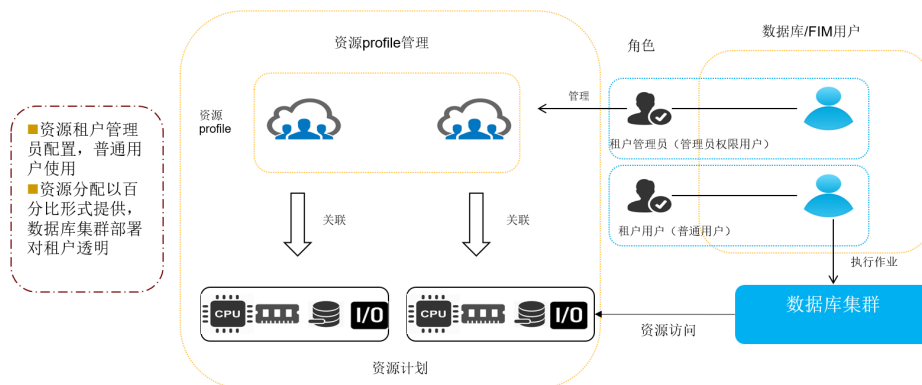 资源profile管理
角色
数据库/FIM用户
资源
profile
管理
租户管理员（管理员权限用户）
■资源租户管理
员配置，普通用
户使用
■资源分配以百
分比形式提供，
数据库集群部署
对租户透明
关联
关联
租户用户（普通用户）
执行作业
CPU
I/O
CPU
I/O
数据库集群
资源访问
资源计划